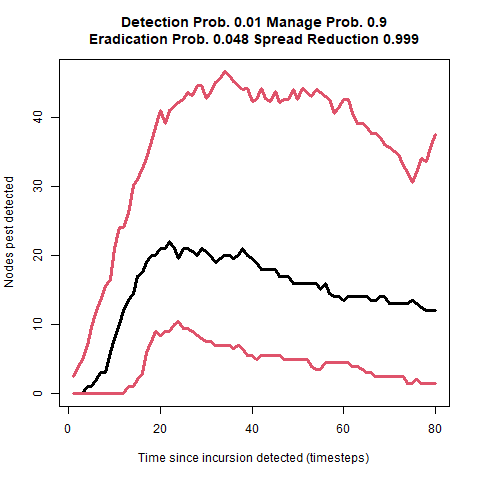 Detection Prob. 0.01 Manage Prob. 0.9
Eradication Prob. 0.048 Spread Reduction 0.999
Nodes pest detected
40
30
20
10
0
0 20 40 60 80
Time since incursion detected (timesteps)